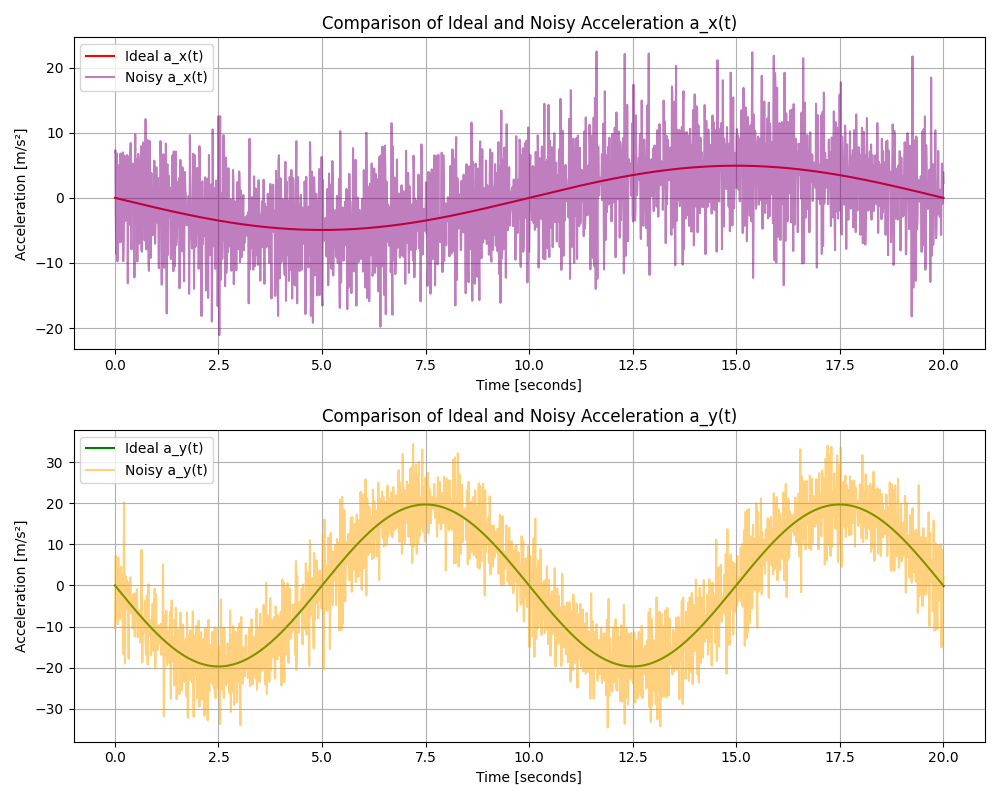 Comparison of Ideal and Noisy Acceleration a_x(t)
Ideal a_x(t)
Noisy a_x(t)
Acceleration [m/s²]
20
10
0
−10
−20
0.0 2.5 5.0 7.5 10.0 12.5 15.0 17.5 20.0
Time [seconds]
Comparison of Ideal and Noisy Acceleration a_y(t)
Ideal a_y(t)
Noisy a_y(t)
Acceleration [m/s²]
30
20
10
0
−10
−20
−30
0.0 2.5 5.0 7.5 10.0 12.5 15.0 17.5 20.0
Time [seconds]